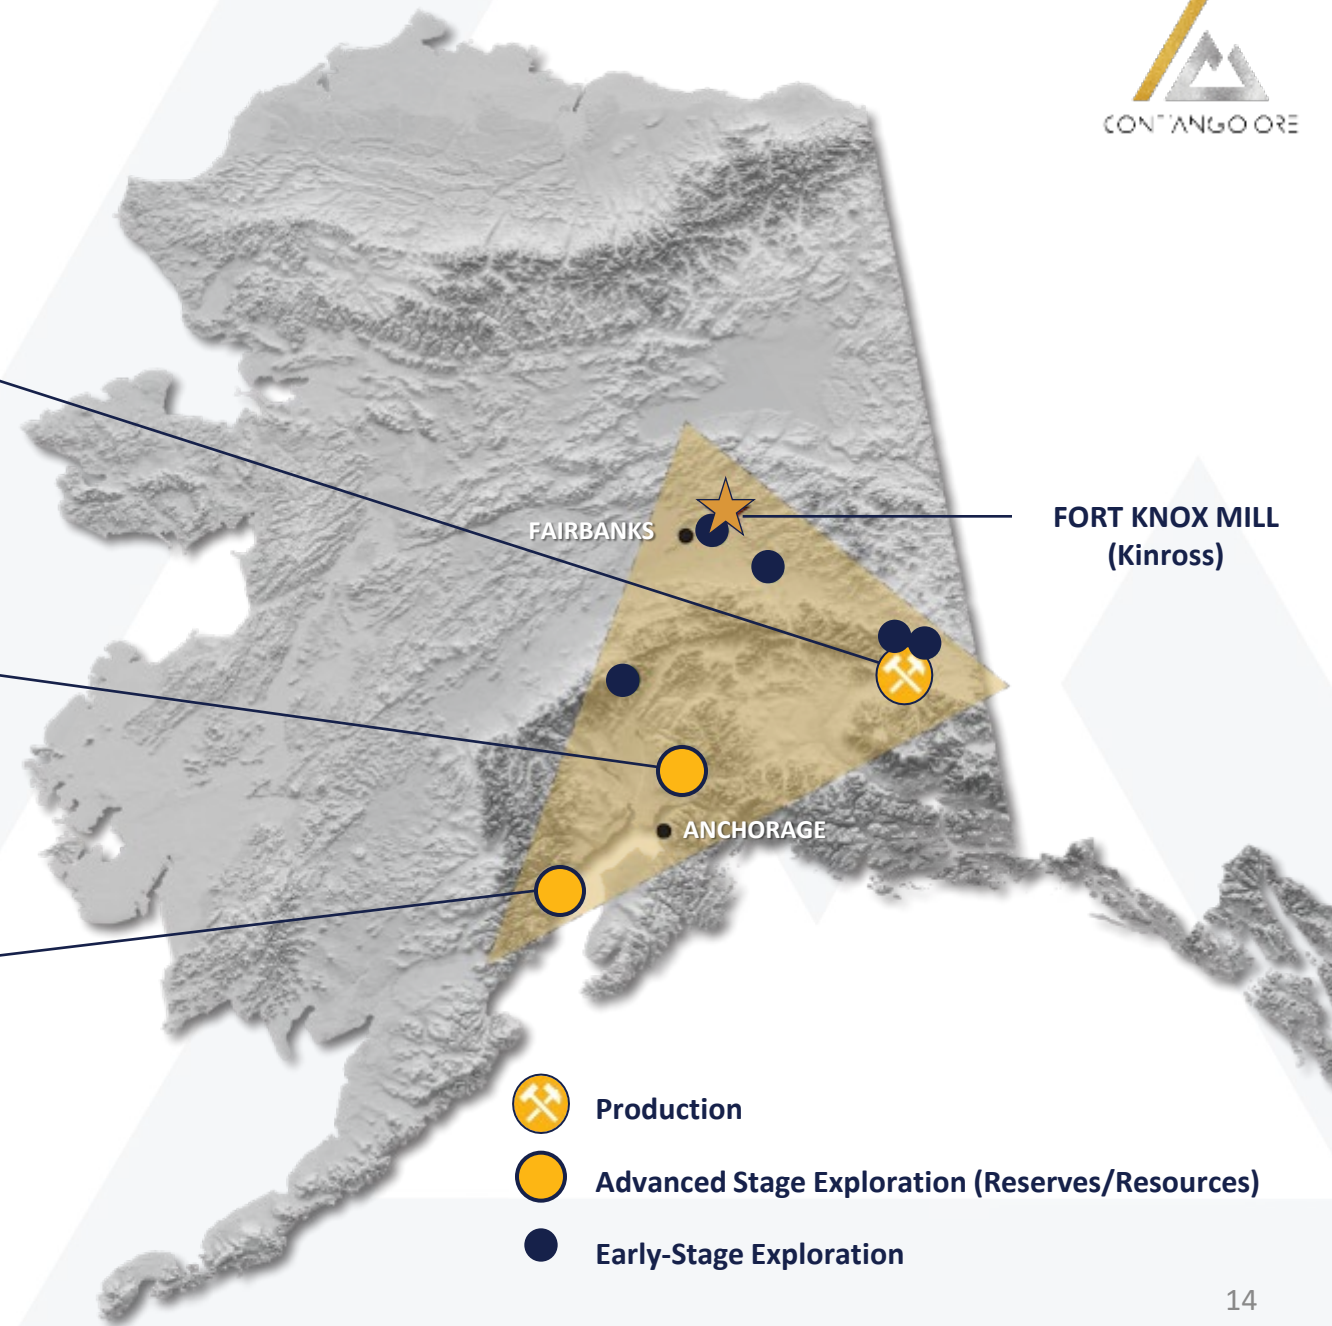 CONTANGO ORE
FAIRBANKS
FORT KNOX MILL
(Kinross)
ANCHORAGE
Production
Advanced Stage Exploration (Reserves/Resources)
Early-Stage Exploration
14